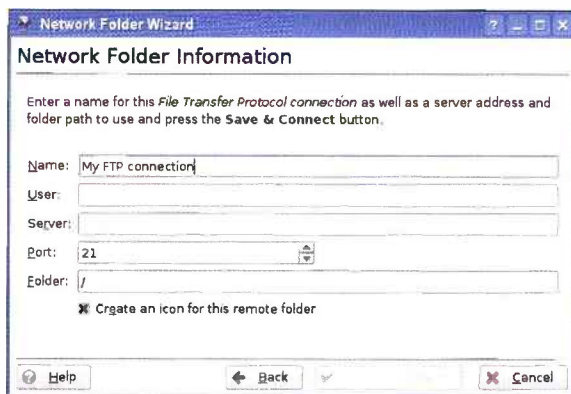 Network Folder Wizard
Network Folder Information
Enter a name for this File Transfer Protocol connection as well as a server address and
folder path to use and press the Save & Connect button.
Name: My FTP connection
User:
Server:
Port: 21
Folder: /
Create an icon for this remote folder
Help Back Cancel